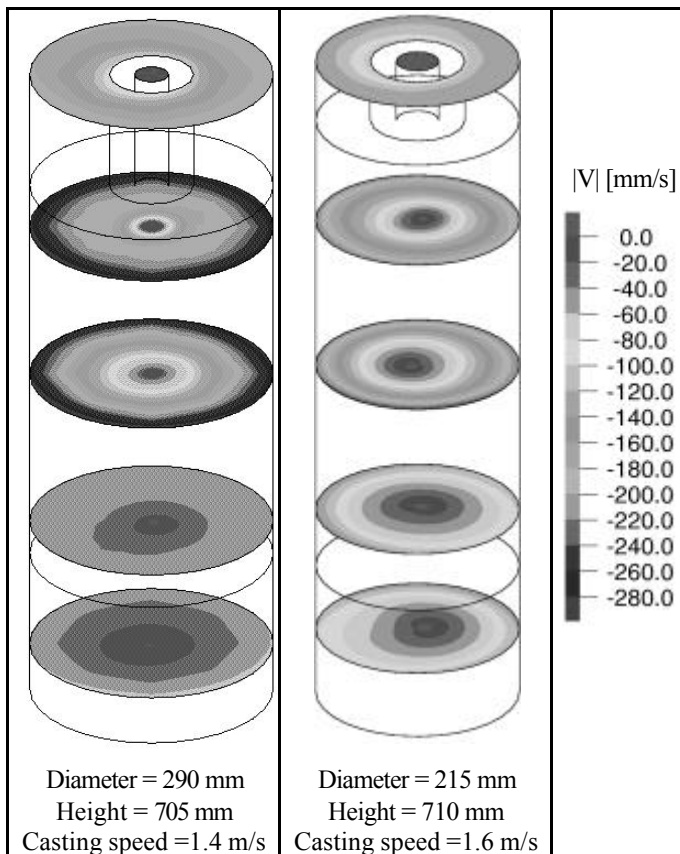 |V| [mm/s]
0.0
-20.0
-40.0
-60.0
-80.0
-100.0
-120.0
-140.0
-160.0
-180.0
-200.0
-220.0
-240.0
-260.0
-280.0
Diameter = 290 mm
Height = 705 mm
Casting speed =1.4 m/s
Diameter = 215 mm
Height = 710 mm
Casting speed =1.6 m/s